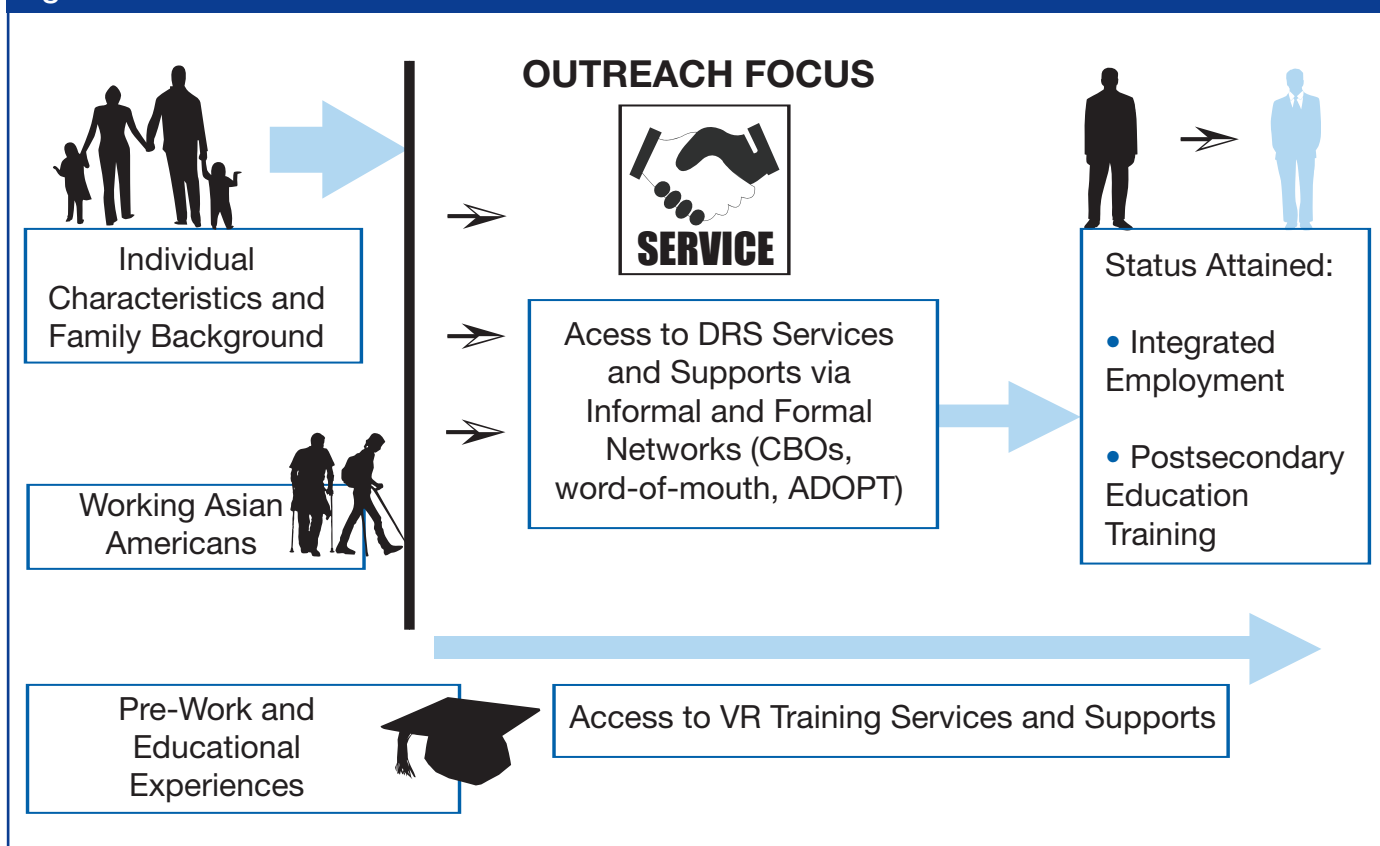 OUTREACH FOCUS
SERVICE
Individual
Characteristics and
Family Background
Acess to DRS Services
and Supports via
Informal and Formal
Networks (CBOs,
word-of-mouth, ADOPT)
Status Attained:
• Integrated
Employment
• Postsecondary
Education
Training
Working Asian
Americans
Pre-Work and
Educational
Experiences
Access to VR Training Services and Supports